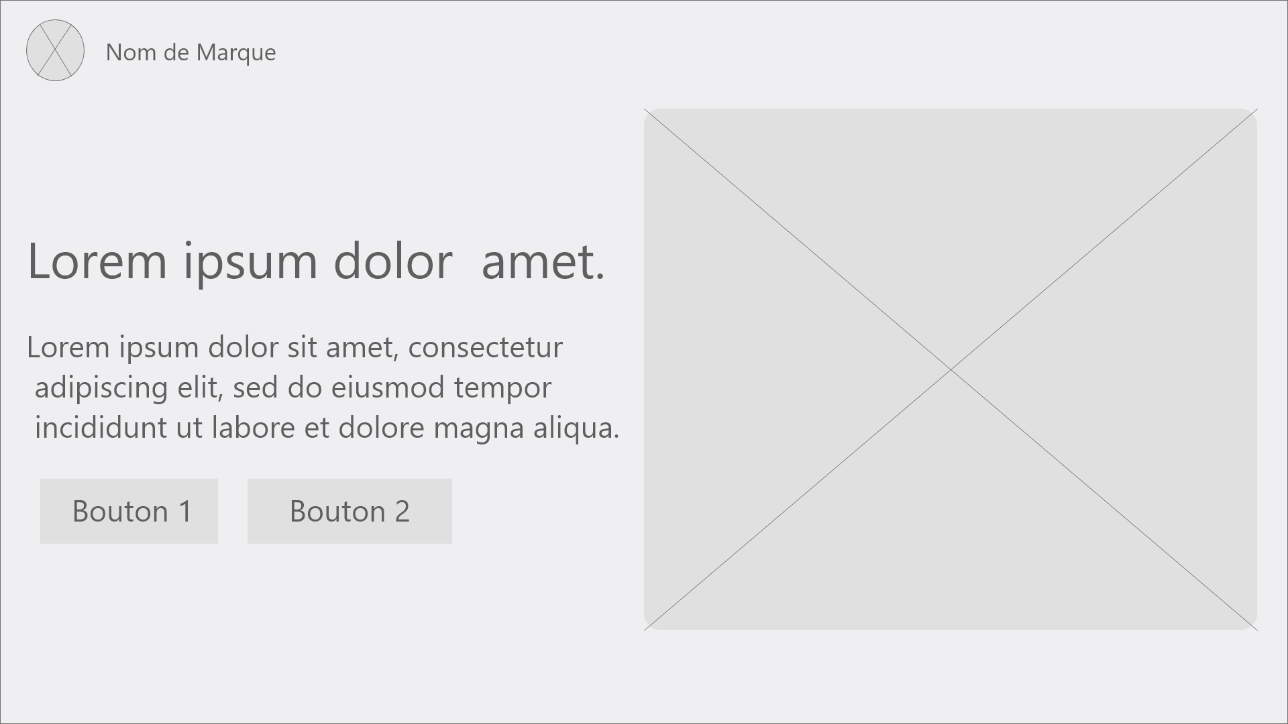 Nom de Marque
Lorem ipsum dolor  amet.
Lorem ipsum dolor sit amet, consectetur
adipiscing elit, sed do eiusmod tempor
incididunt ut labore et dolore magna aliqua.
Bouton 1
Bouton 2